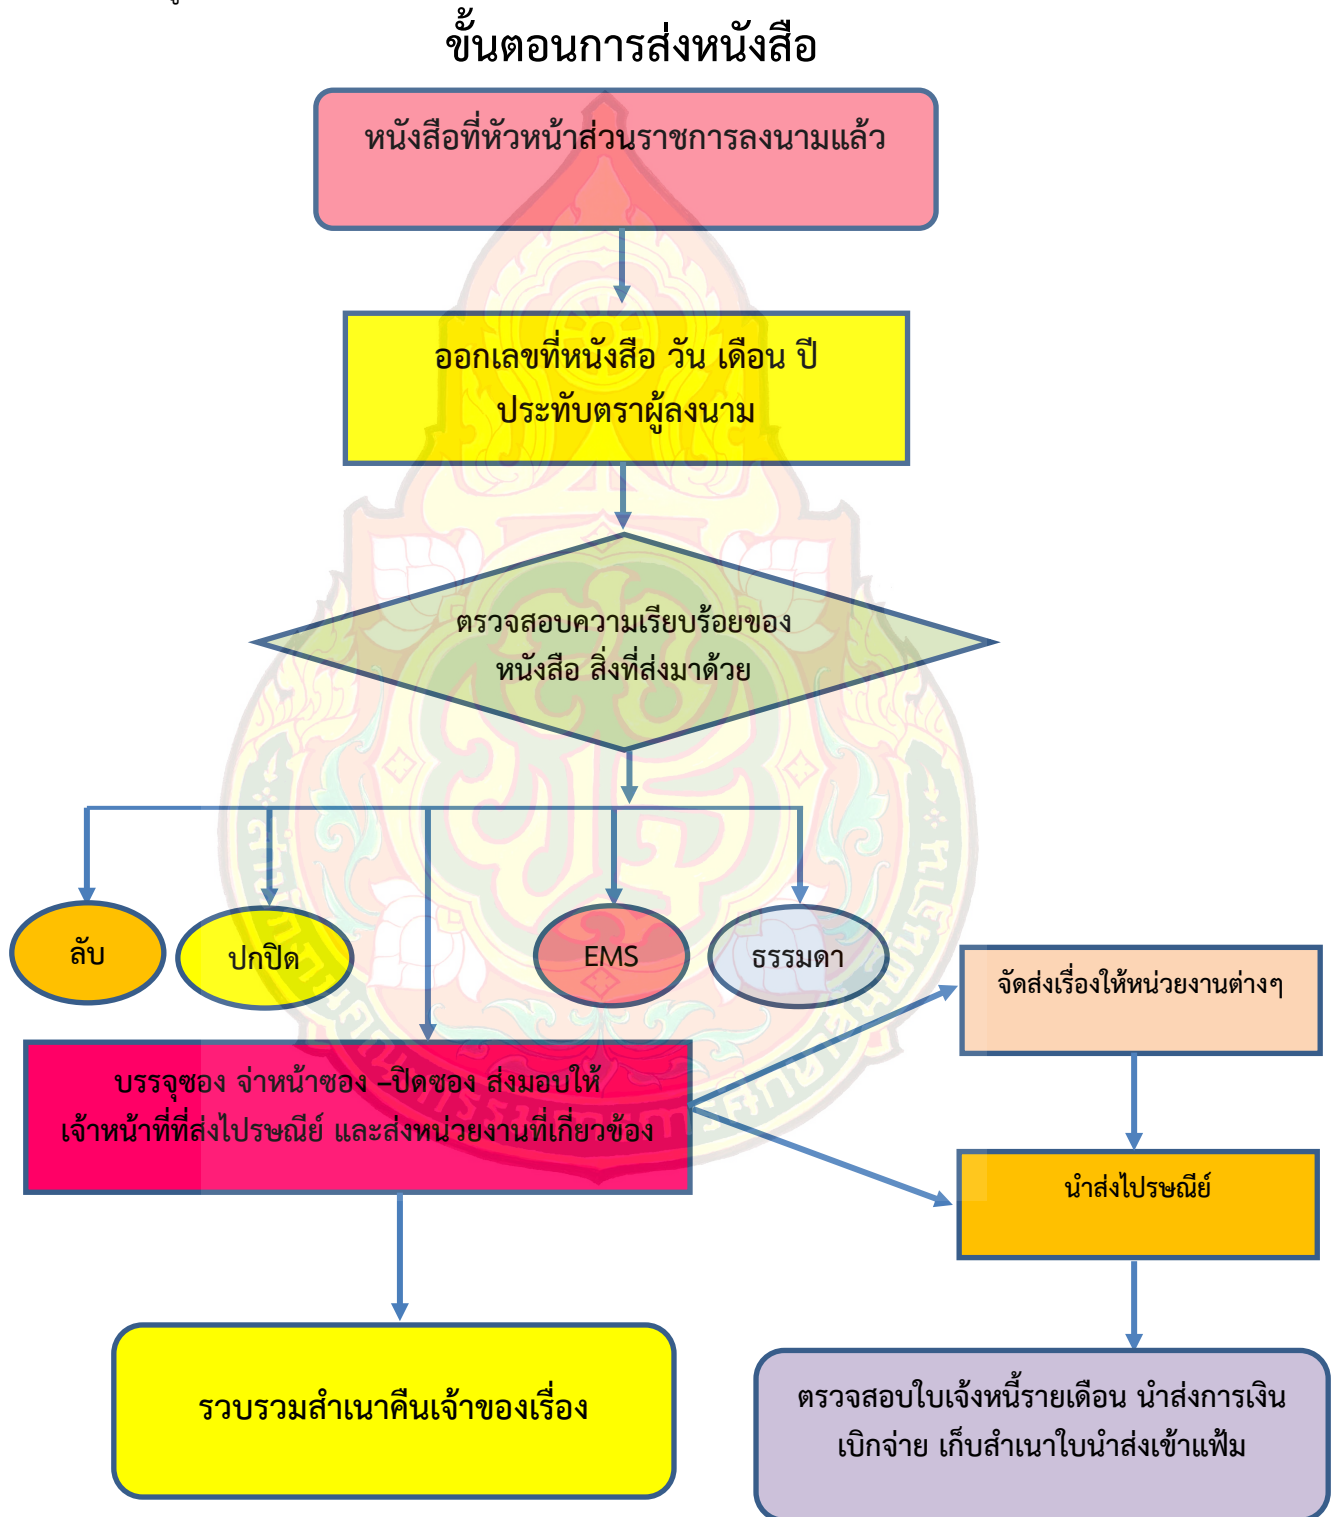 ขั้นตอนการส่งหนังสือ
หนังสือที่หัวหน้าส่วนราชการลงนามแล้ว
ออกเลขที่หนังสือ วัน เดือน ปี
ประทับตราผู้ลงนาม
ตรวจสอบความเรียบร้อยของ
หนังสือ สิ่งที่ส่งมาด้วย
ลับ
ปกปิด
EMS
ธรรมดา
จัดส่งเรื่องให้หน่วยงานต่างๆ
บรรจุซอง จ่าหน้าซอง –ปิดซอง ส่งมอบให้
เจ้าหน้าที่ที่ส่งไปรษณีย์ และส่งหน่วยงานที่เกี่ยวข้อง
นำส่งไปรษณีย์
รวบรวมสำเนาคืนเจ้าของเรื่อง
ตรวจสอบใบเจ้งหนี้รายเดือน นำส่งการเงิน
เบิกจ่าย เก็บสำเนาใบนำส่งเข้าแฟ้ม